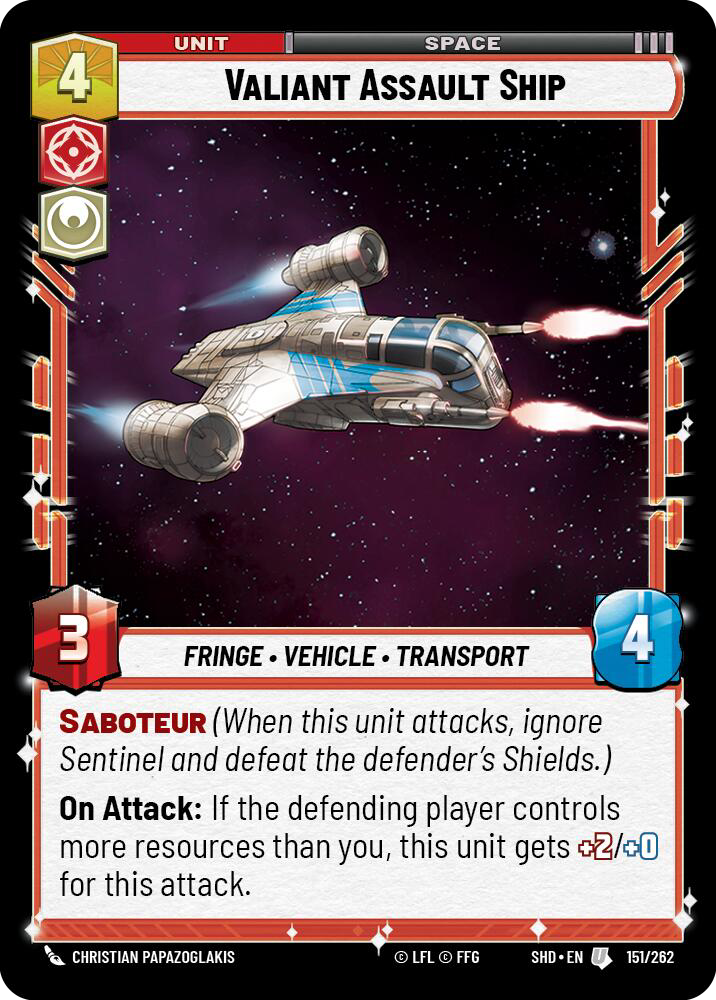 UNIT
SPACE
4
VALIANT ASSAULT SHIP
3
FRINGE • VEHICLE • TRANSPORT
4
SABOTEUR (When this unit attacks, ignore
Sentinel and defeat the defender's Shields.)
On Attack: If the defending player controls
more resources than you, this unit gets +2/+0
for this attack.
CHRISTIAN PAPAZOGLAKIS
© LFL © FFG
SHD • EN
U
151/262